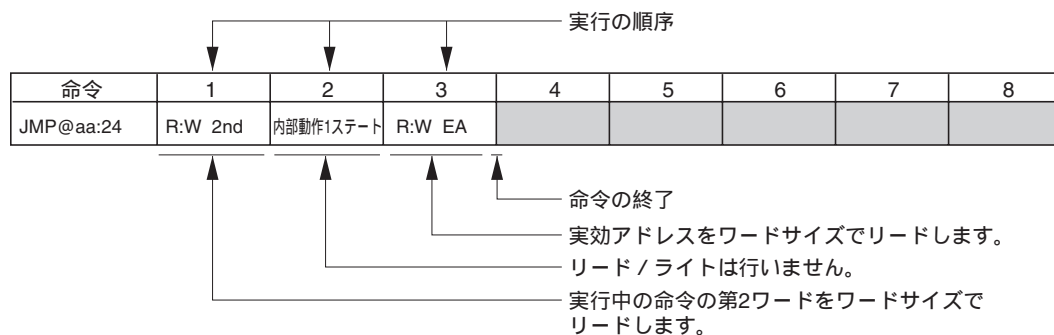 実行の順序
命令 1 2 3 4 5 6 7 8
JMP@aa:24 R:W 2nd 内部動作1ステート R:W EA
命令の終了
実効アドレスをワードサイズでリードします。
リード / ライトは行いません。
実行中の命令の第2ワードをワードサイズで
リードします。